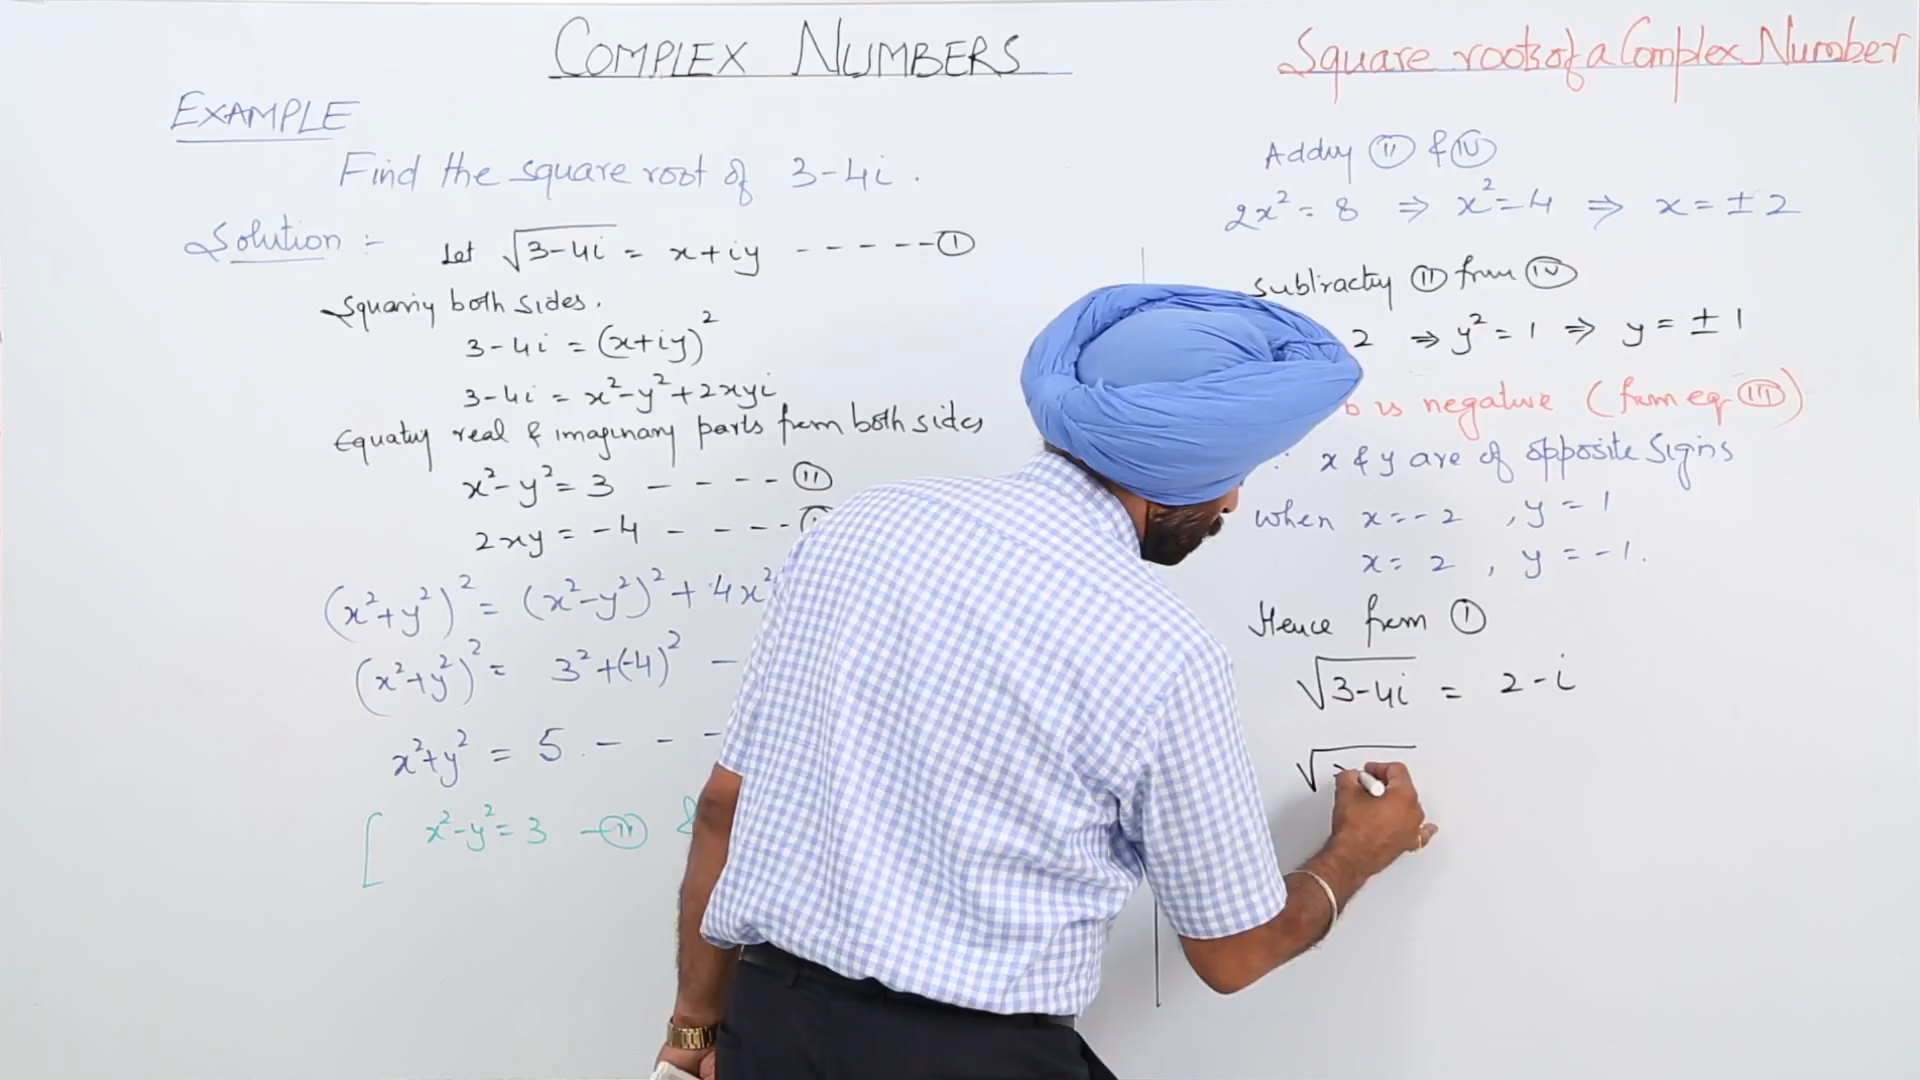 COMPLEX NUMBERS
Square roots of a Complex Number
EXAMPLE
Find the square root of 3-4i.
Solution :- Let √3-4i = x+iy ------ Ⓘ
Squaring both sides.
3-4i = (x+iy)²
3-4i = x²-y²+2xyi
Equating real & imaginary parts from both sides
x²-y²=3 ---- (II)
2xy = -4 ----
(x²+y²)² = (x²-y²)² + 4x²
(x²+y²)² = 3²+(-4)² -
x²+y² = 5. ---
[ x²-y²=3
Adding (II) & (IV)
2x² = 8 ⇒ x²=4 ⇒ x = ±2
Subtracting (II) from (IV)
2 ⇒ y² = 1 ⇒ y = ±1
b is negative (from eq (III))
x & y are of opposite signs
when x=-2 , y = 1
x= 2 , y = -1.
Hence from (I)
√3-4i = 2-i
√